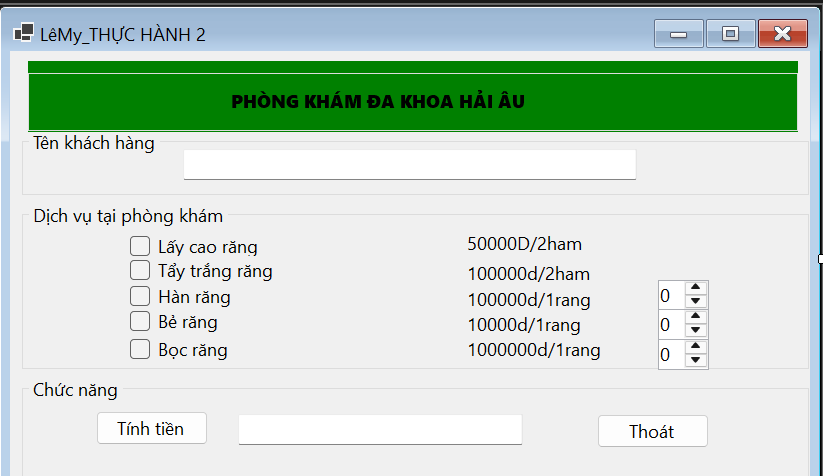 LêMy_THỰC HÀNH 2
PHÒNG KHÁM ĐA KHOA HẢI ÂU
Tên khách hàng
Dịch vụ tại phòng khám
Lấy cao răng 50000D/2ham
Tẩy trắng răng 100000d/2ham
Hàn răng 100000d/1rang 0
Bẻ răng 10000d/1rang 0
Bọc răng 1000000d/1rang 0
Chức năng
Tính tiền Thoát